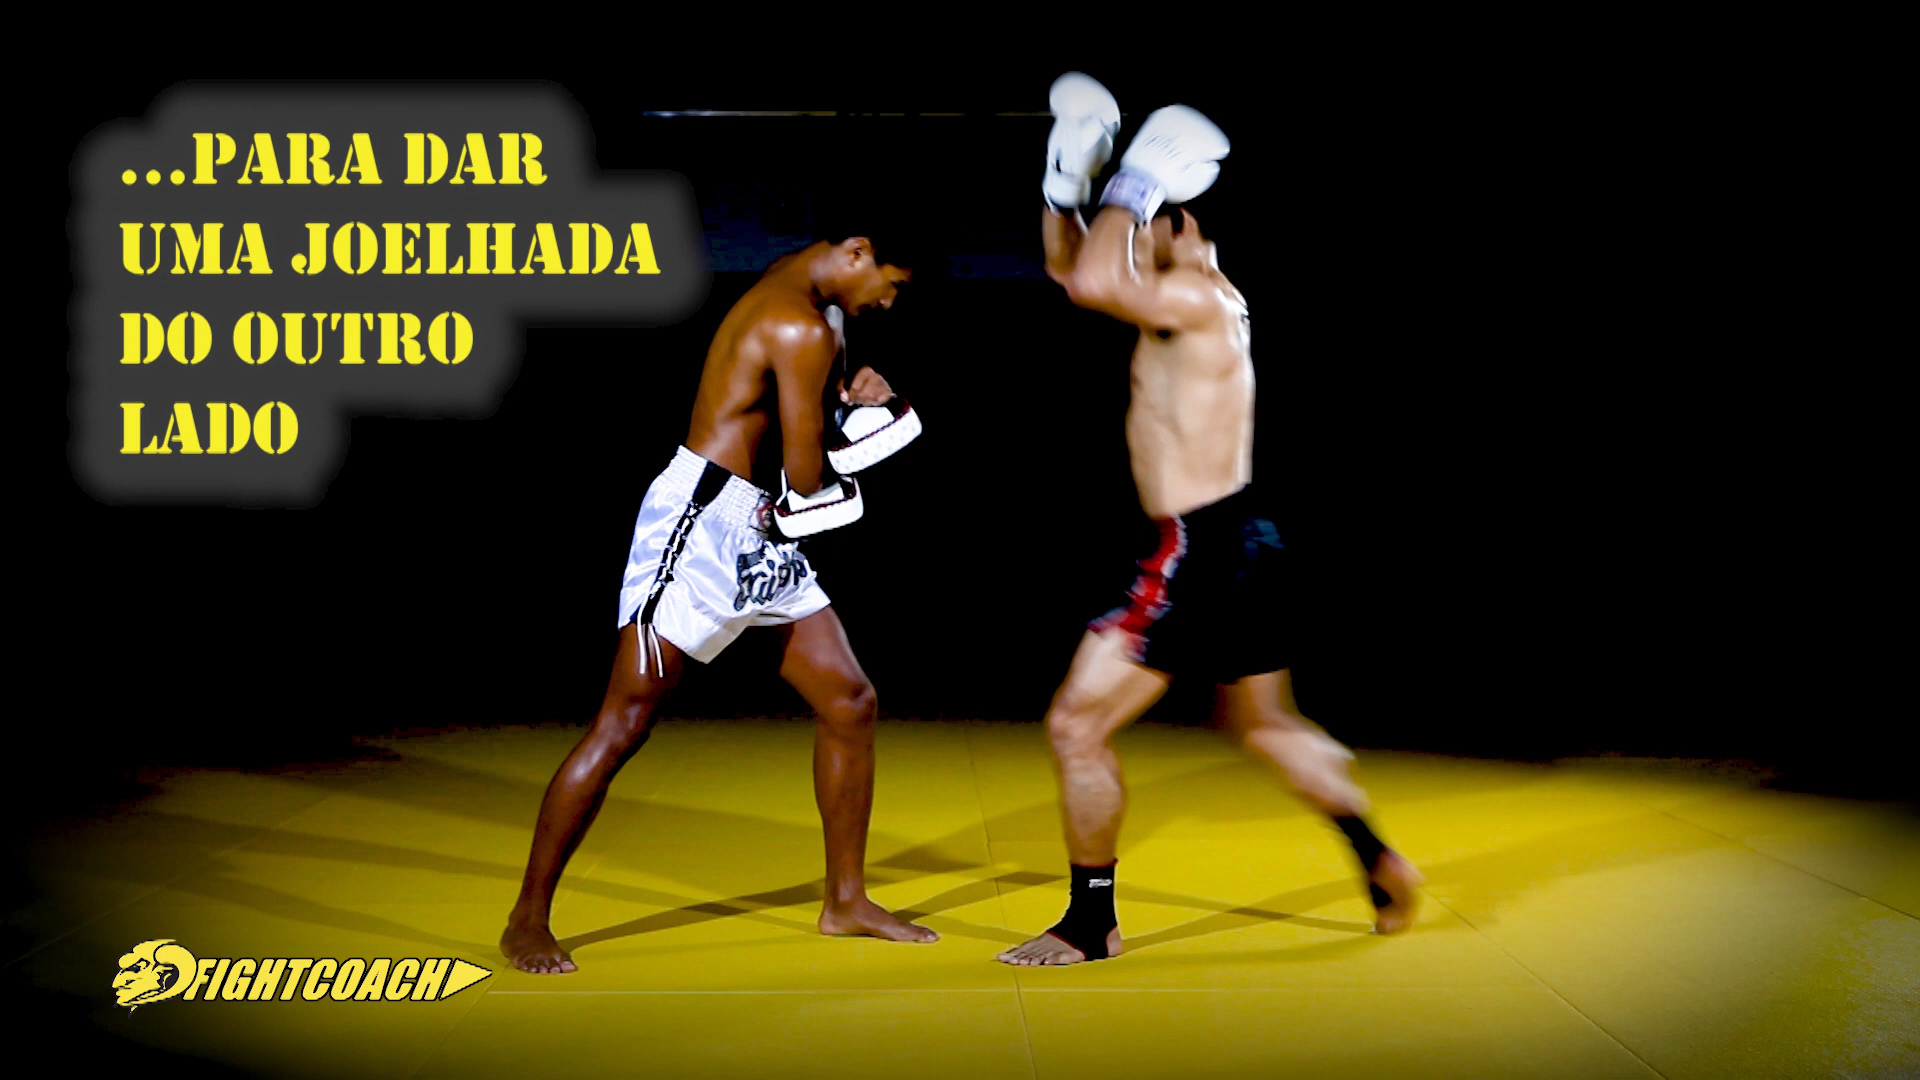 ...PARA DAR
UMA JOELHADA
DO OUTRO
LADO
FIGHTCOACH